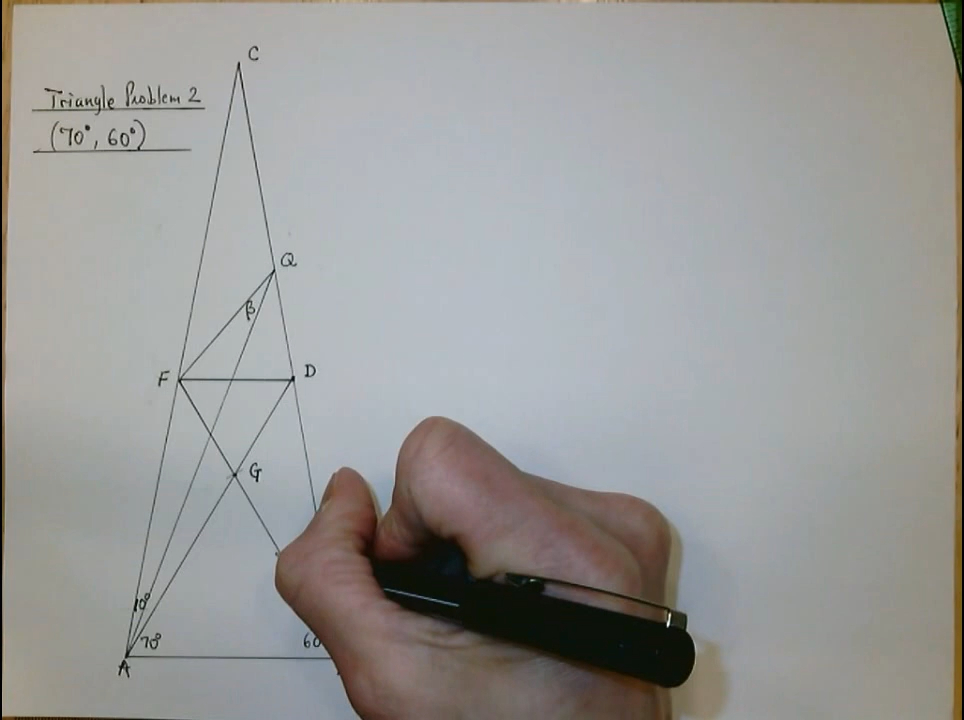 C
Triangle Problem 2
(70°, 60°)
Q
β
F
D
G
10°
70°
60
A